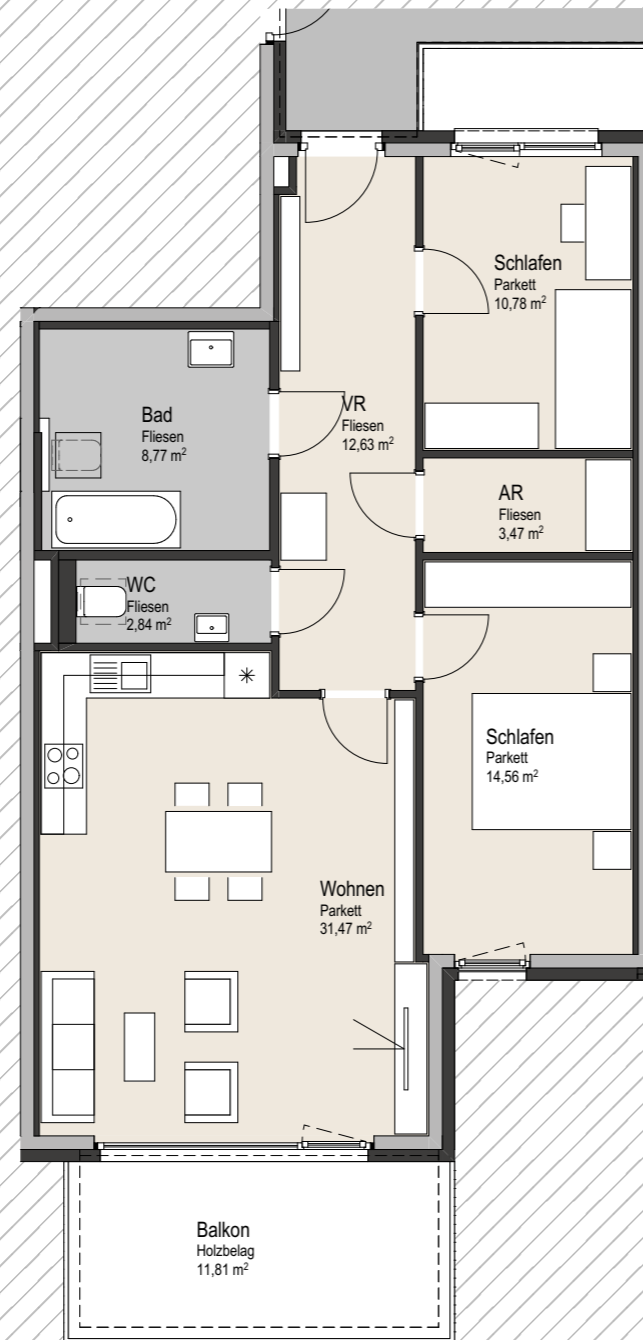 Schlafen
Parkett
10,78 m²
Bad
Fliesen
8,77 m²
VR
Fliesen
12,63 m²
AR
Fliesen
3,47 m²
WC
Fliesen
2,84 m²
Schlafen
Parkett
14,56 m²
Wohnen
Parkett
31,47 m²
Balkon
Holzbelag
11,81 m²